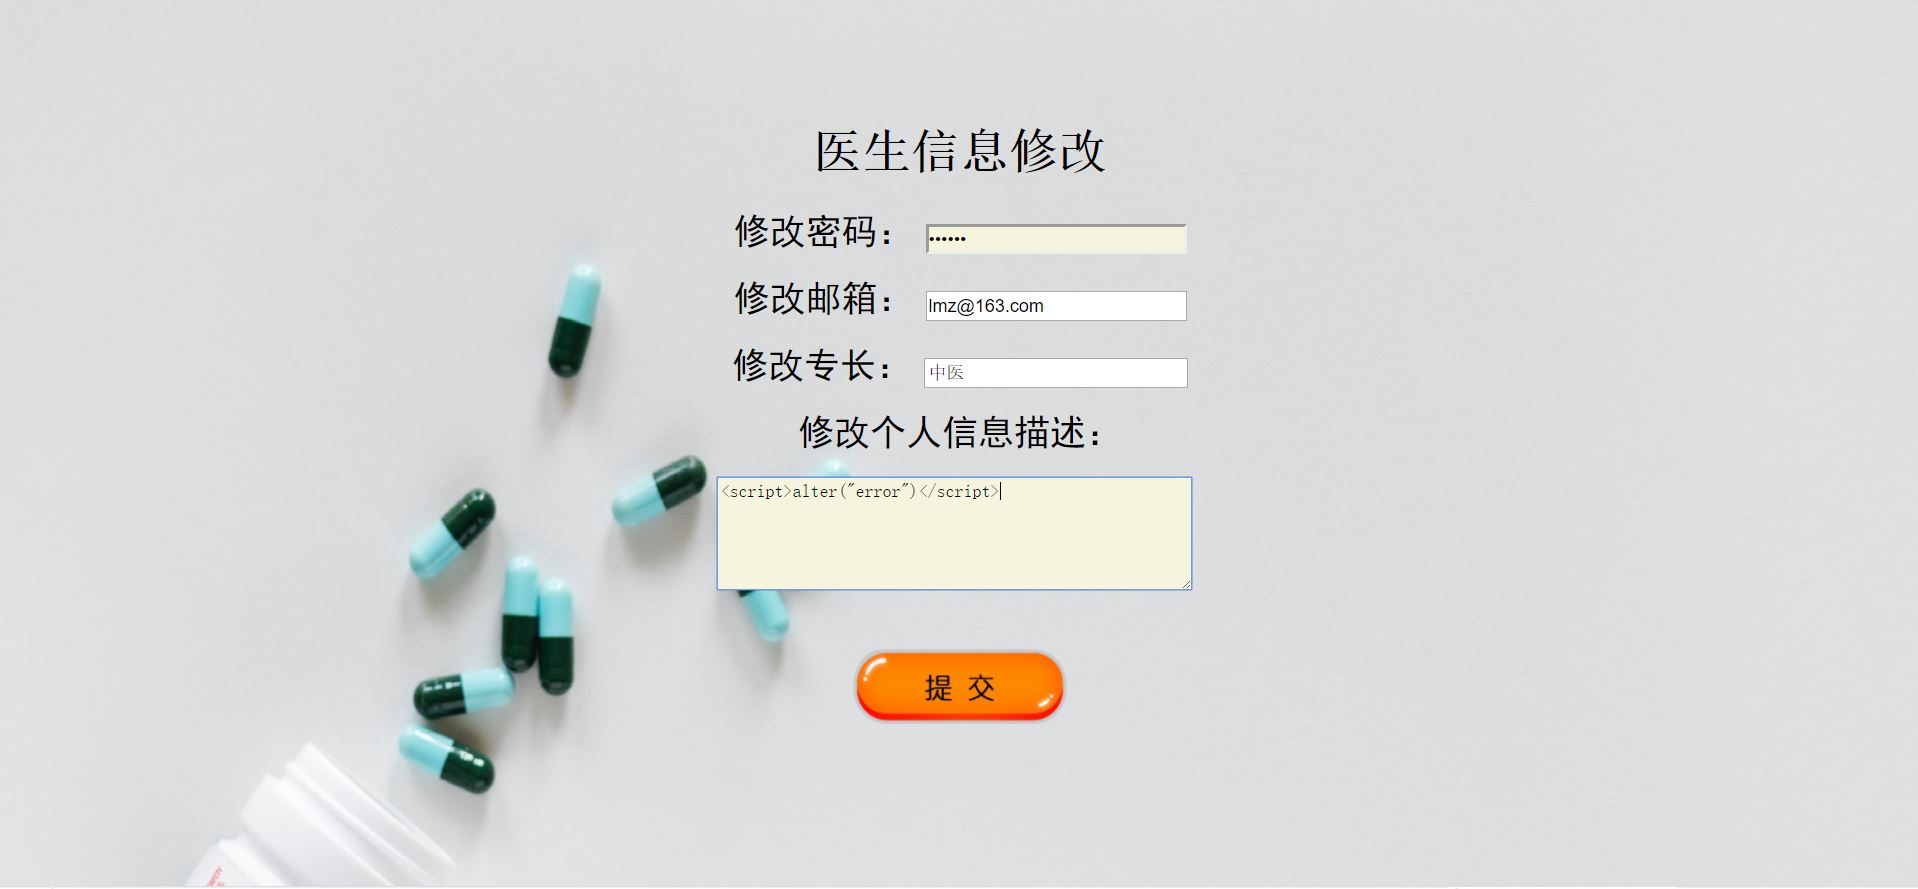 医生信息修改
修改密码： ••••••
修改邮箱： lmz@163.com
修改专长： 中医
修改个人信息描述：
<script>alter("error")</script>
提 交